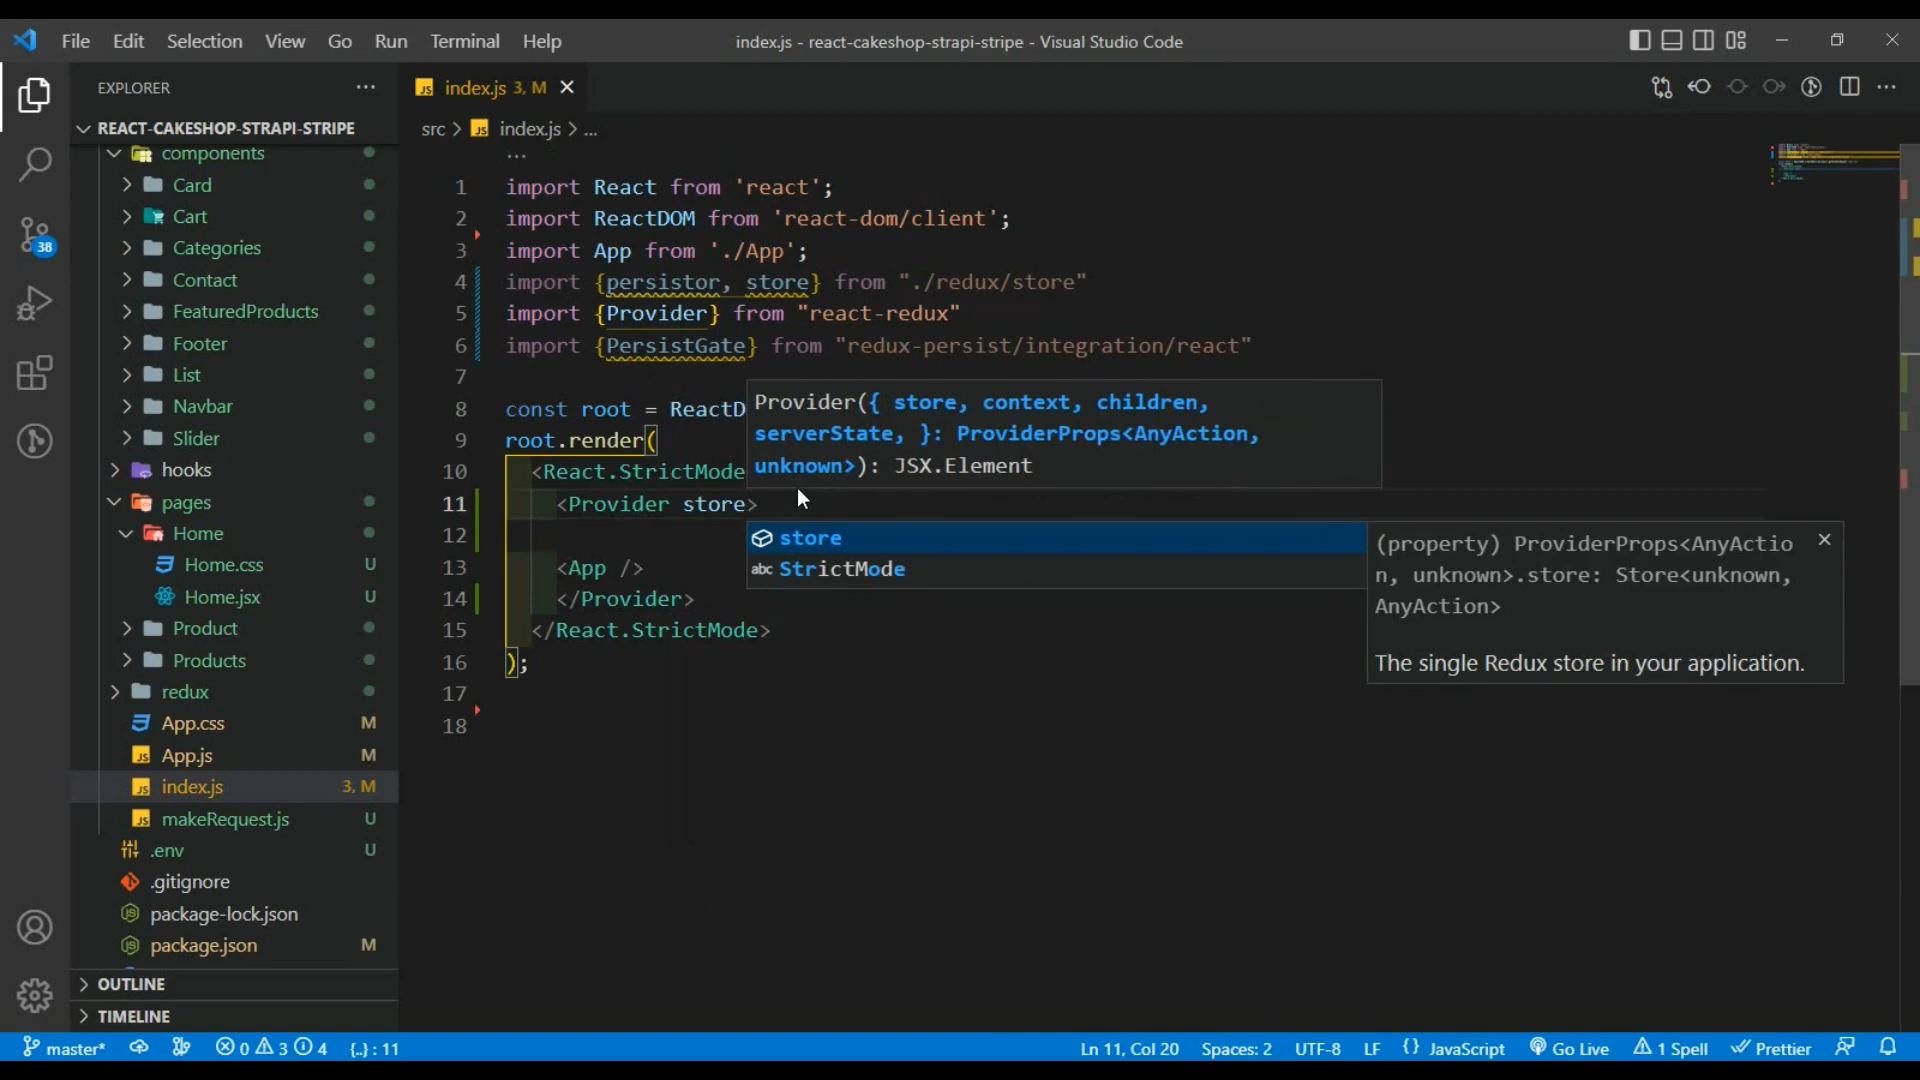 File Edit Selection View Go Run Terminal Help
index.js - react-cakeshop-strapi-stripe - Visual Studio Code
EXPLORER ...
index.js 3, M
REACT-CAKESHOP-STRAPI-STRIPE
src > JS index.js > ...
components
Card
Cart
Categories
Contact
FeaturedProducts
Footer
List
Navbar
Slider
hooks
pages
Home
Home.css U
Home.jsx U
Product
Products
redux
App.css M
JS App.js M
JS index.js 3, M
JS makeRequest.js U
.env U
.gitignore
package-lock.json
package.json M
OUTLINE
TIMELINE
38
...
1 import React from 'react';
2 import ReactDOM from 'react-dom/client';
3 import App from './App';
4 import {persistor, store} from "./redux/store"
5 import {Provider} from "react-redux"
6 import {PersistGate} from "redux-persist/integration/react"
7
8 const root = ReactD
9 root.render(
10 <React.StrictMode
11 <Provider store>
12
13 <App />
14 </Provider>
15 </React.StrictMode>
16 );
17
18
Provider({ store, context, children,
serverState, }: ProviderProps<AnyAction,
unknown>): JSX.Element
store
abc StrictMode
(property) ProviderProps<AnyActio
n, unknown>.store: Store<unknown,
AnyAction>
The single Redux store in your application.
master* 0 3 4 {..} : 11
Ln 11, Col 20 Spaces: 2 UTF-8 LF {} JavaScript Go Live 1 Spell Prettier